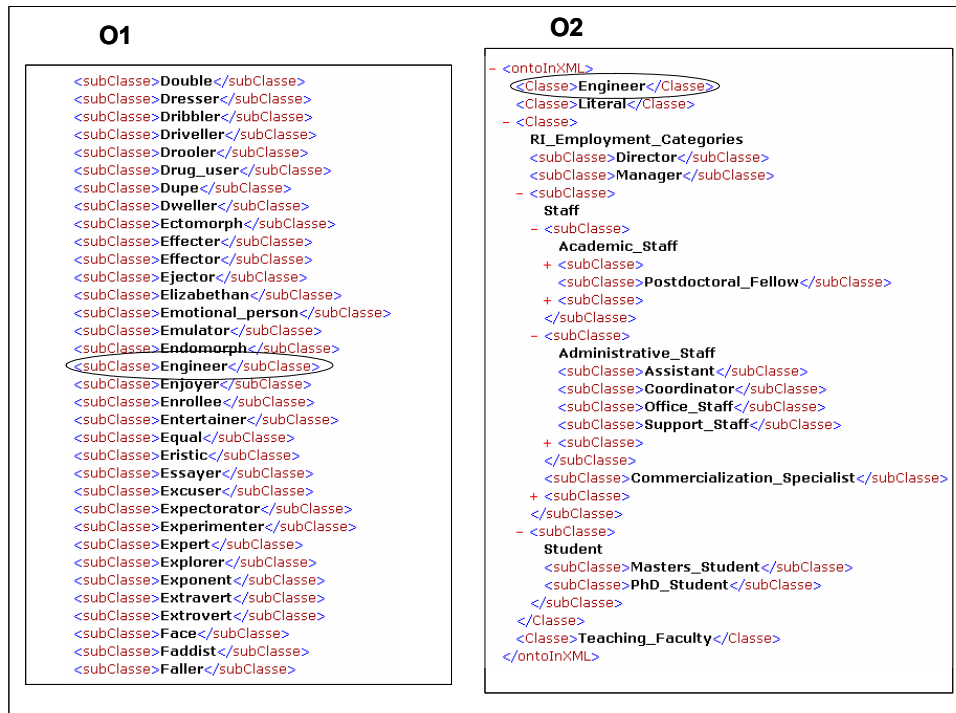 O1
<subClasse>Double</subClasse>
<subClasse>Dresser</subClasse>
<subClasse>Dribbler</subClasse>
<subClasse>Driveller</subClasse>
<subClasse>Drooler</subClasse>
<subClasse>Drug_user</subClasse>
<subClasse>Dupe</subClasse>
<subClasse>Dweller</subClasse>
<subClasse>Ectomorph</subClasse>
<subClasse>Effecter</subClasse>
<subClasse>Effector</subClasse>
<subClasse>Ejector</subClasse>
<subClasse>Elizabethan</subClasse>
<subClasse>Emotional_person</subClasse>
<subClasse>Emulator</subClasse>
<subClasse>Endomorph</subClasse>
<subClasse>Engineer</subClasse>
<subClasse>Enjoyer</subClasse>
<subClasse>Enrollee</subClasse>
<subClasse>Entertainer</subClasse>
<subClasse>Equal</subClasse>
<subClasse>Eristic</subClasse>
<subClasse>Essayer</subClasse>
<subClasse>Excuser</subClasse>
<subClasse>Expectorator</subClasse>
<subClasse>Experimenter</subClasse>
<subClasse>Expert</subClasse>
<subClasse>Explorer</subClasse>
<subClasse>Exponent</subClasse>
<subClasse>Extravert</subClasse>
<subClasse>Extrovert</subClasse>
<subClasse>Face</subClasse>
<subClasse>Faddist</subClasse>
<subClasse>Faller</subClasse>
O2
- <ontoInXML>
<Classe>Engineer</Classe>
<Classe>Literal</Classe>
- <Classe>
RI_Employment_Categories
<subClasse>Director</subClasse>
<subClasse>Manager</subClasse>
- <subClasse>
Staff
- <subClasse>
Academic_Staff
+ <subClasse>
<subClasse>Postdoctoral_Fellow</subClasse>
+ <subClasse>
</subClasse>
- <subClasse>
Administrative_Staff
<subClasse>Assistant</subClasse>
<subClasse>Coordinator</subClasse>
<subClasse>Office_Staff</subClasse>
<subClasse>Support_Staff</subClasse>
+ <subClasse>
</subClasse>
<subClasse>Commercialization_Specialist</subClasse>
+ <subClasse>
</subClasse>
- <subClasse>
Student
<subClasse>Masters_Student</subClasse>
<subClasse>PhD_Student</subClasse>
</subClasse>
</Classe>
<Classe>Teaching_Faculty</Classe>
</ontoInXML>